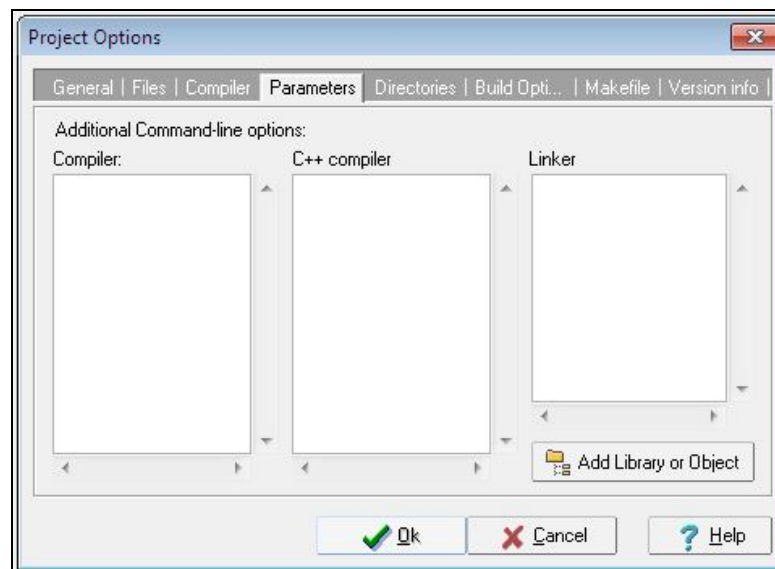 Project Options
General | Files | Compiler Parameters Directories | Build Opti... | Makefile | Version info |
Additional Command-line options:
Compiler: C++ compiler Linker
Add Library or Object
Ok Cancel Help